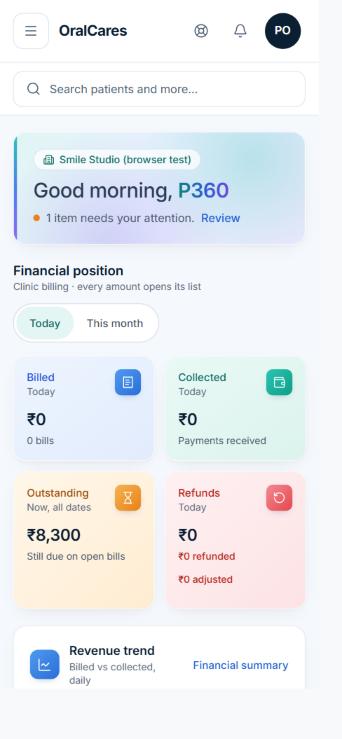 OralCares
PO
Search patients and more...
Smile Studio (browser test)
Good morning, P360
1 item needs your attention. Review
Financial position
Clinic billing · every amount opens its list
Today This month
Billed
Today
₹0
0 bills
Collected
Today
₹0
Payments received
Outstanding
Now, all dates
₹8,300
Still due on open bills
Refunds
Today
₹0
₹0 refunded
₹0 adjusted
Revenue trend
Billed vs collected,
daily
Financial summary